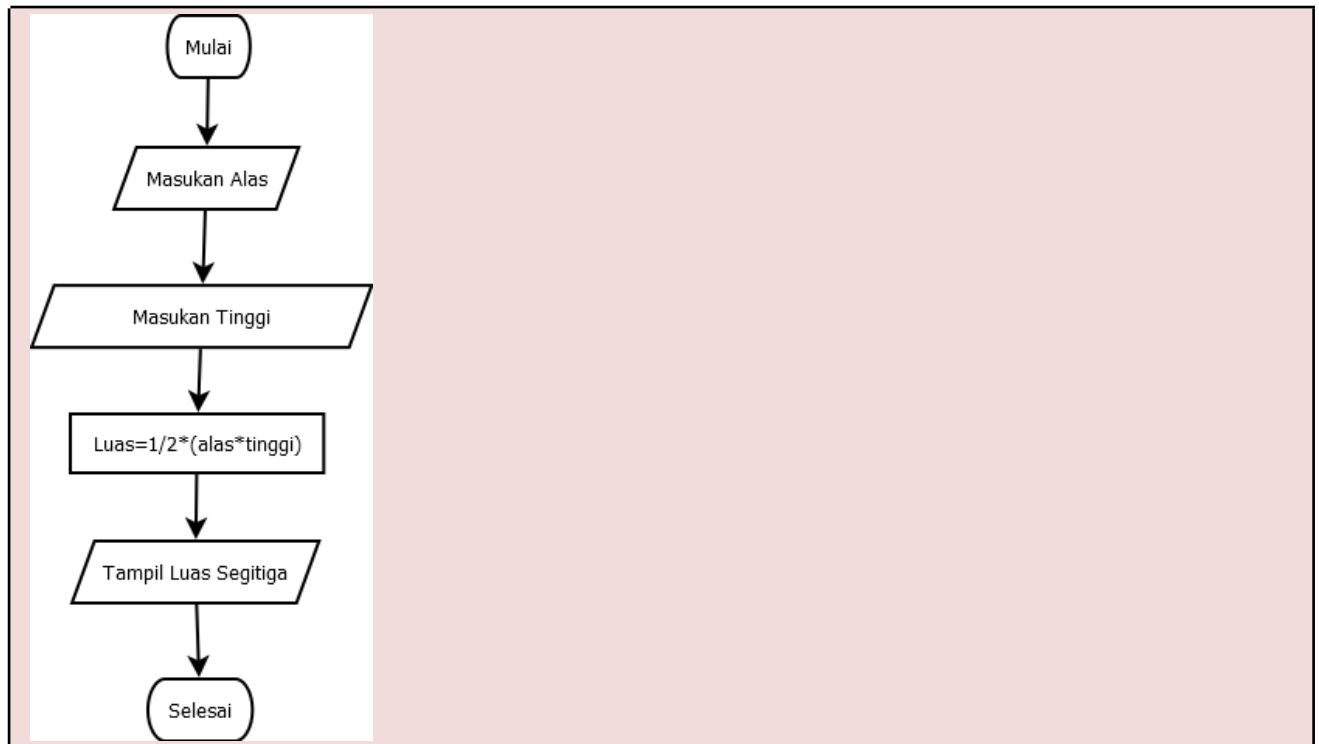 Mulai
Masukan Alas
Masukan Tinggi
Luas=1/2*(alas*tinggi)
Tampil Luas Segitiga
Selesai